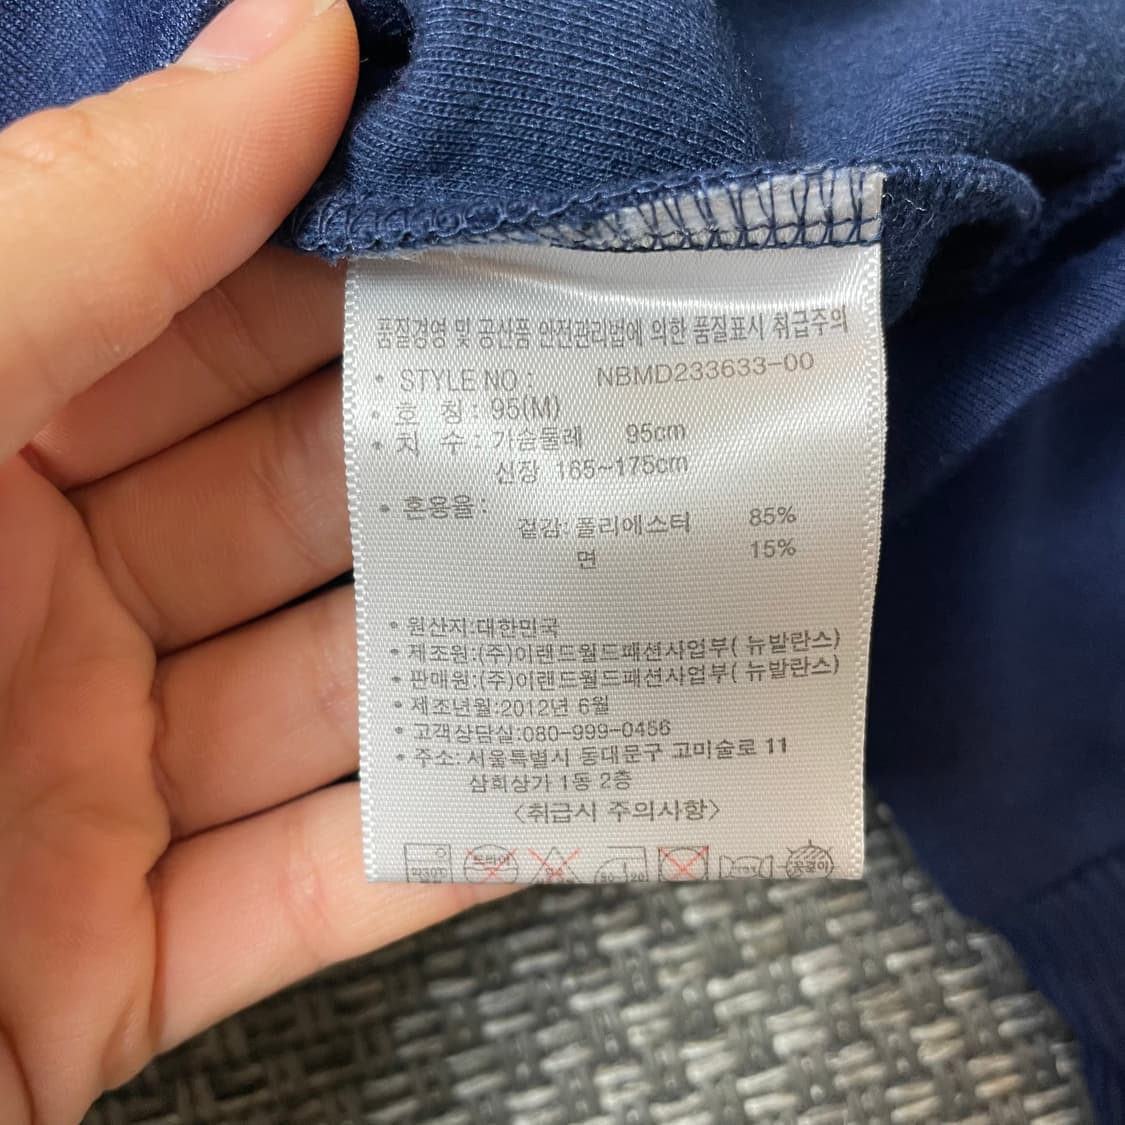 품질경영 및 공산품 안전관리법에 의한 품질표시 취급주의
• STYLE NO : NBMD233633-00
• 호 칭 : 95(M)
• 치 수 : 가슴둘레 95cm
신장 165~175cm
• 혼용율 :
겉감: 폴리에스터 85%
면 15%
• 원산지:대한민국
• 제조원:(주)이랜드월드패션사업부( 뉴발란스)
• 판매원:(주)이랜드월드패션사업부( 뉴발란스)
• 제조년월:2012년 6월
• 고객상담실:080-999-0456
• 주소: 서울특별시 동대문구 고미술로 11
삼희상가 1동 2층
<취급시 주의사항>
드라이